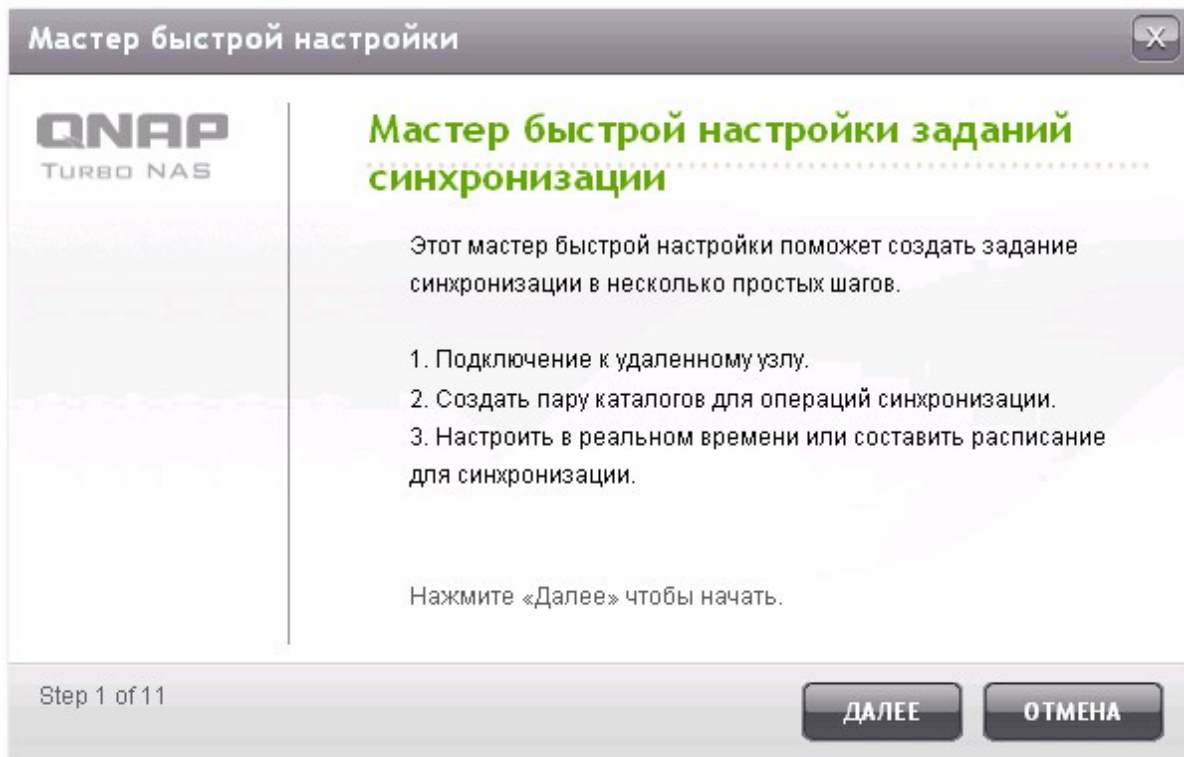 Мастер быстрой настройки
X
QNAP
TURBO NAS
Мастер быстрой настройки заданий
синхронизации
Этот мастер быстрой настройки поможет создать задание
синхронизации в несколько простых шагов.
1. Подключение к удаленному узлу.
2. Создать пару каталогов для операций синхронизации.
3. Настроить в реальном времени или составить расписание
для синхронизации.
Нажмите «Далее» чтобы начать.
Step 1 of 11
ДАЛЕЕ
ОТМЕНА